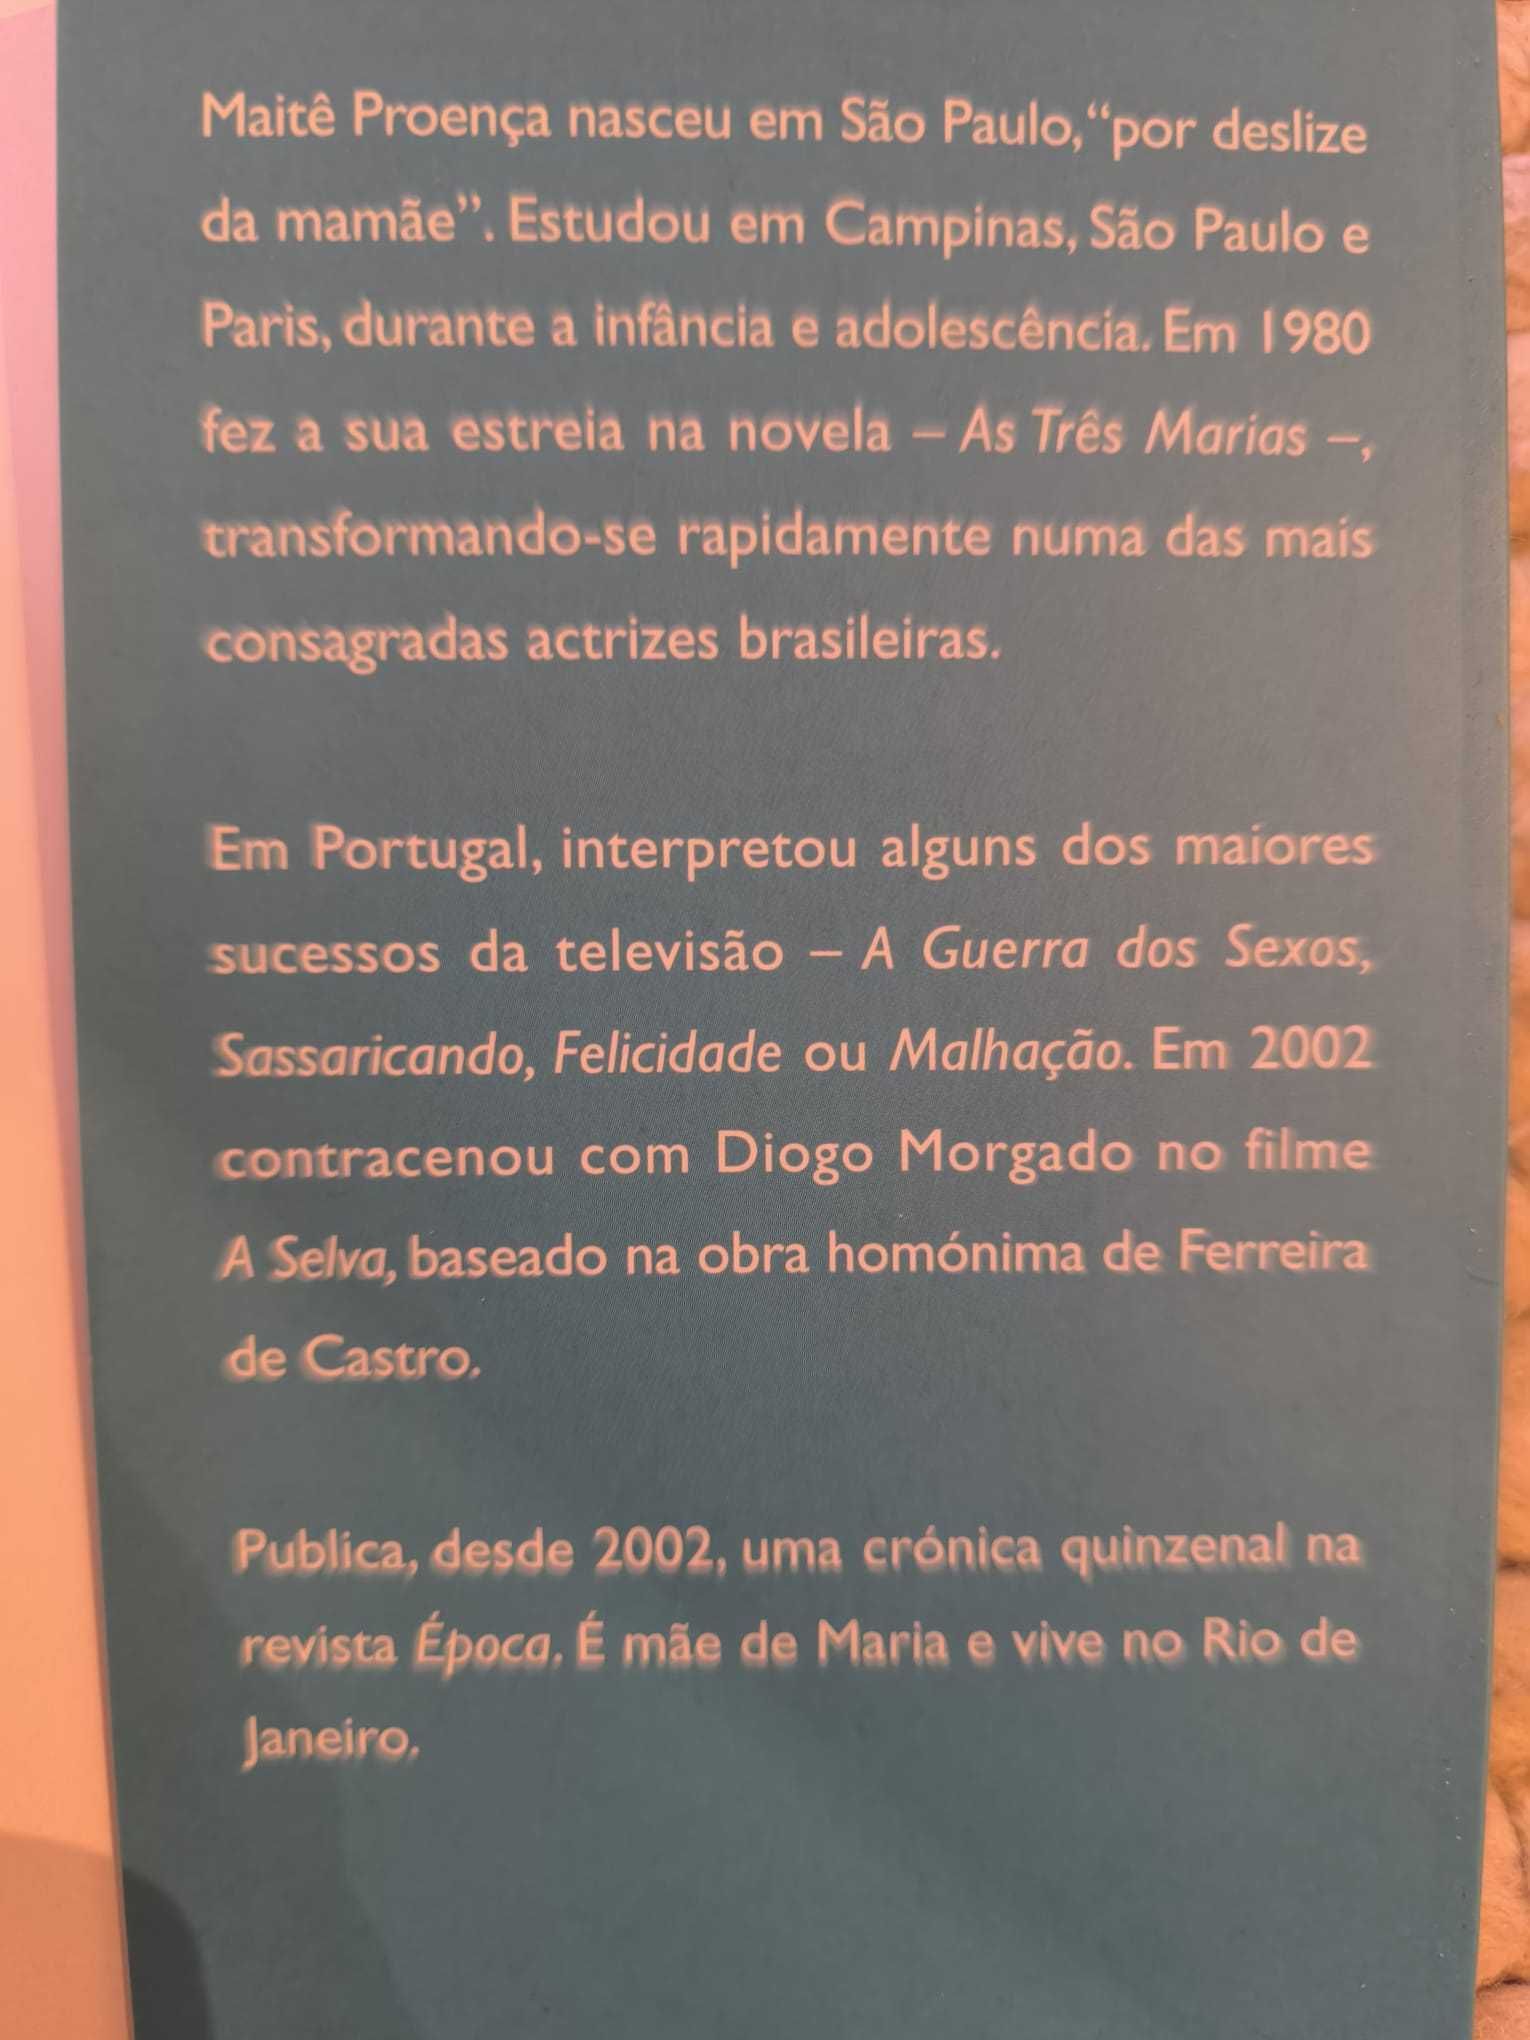 Maitê Proença nasceu em São Paulo, “por deslize
da mamãe”. Estudou em Campinas, São Paulo e
Paris, durante a infância e adolescência. Em 1980
fez a sua estreia na novela – As Três Marias –,
transformando-se rapidamente numa das mais
consagradas actrizes brasileiras.
Em Portugal, interpretou alguns dos maiores
sucessos da televisão – A Guerra dos Sexos,
Sassaricando, Felicidade ou Malhação. Em 2002
contracenou com Diogo Morgado no filme
A Selva, baseado na obra homónima de Ferreira
de Castro.
Publica, desde 2002, uma crónica quinzenal na
revista Época. É mãe de Maria e vive no Rio de
Janeiro.